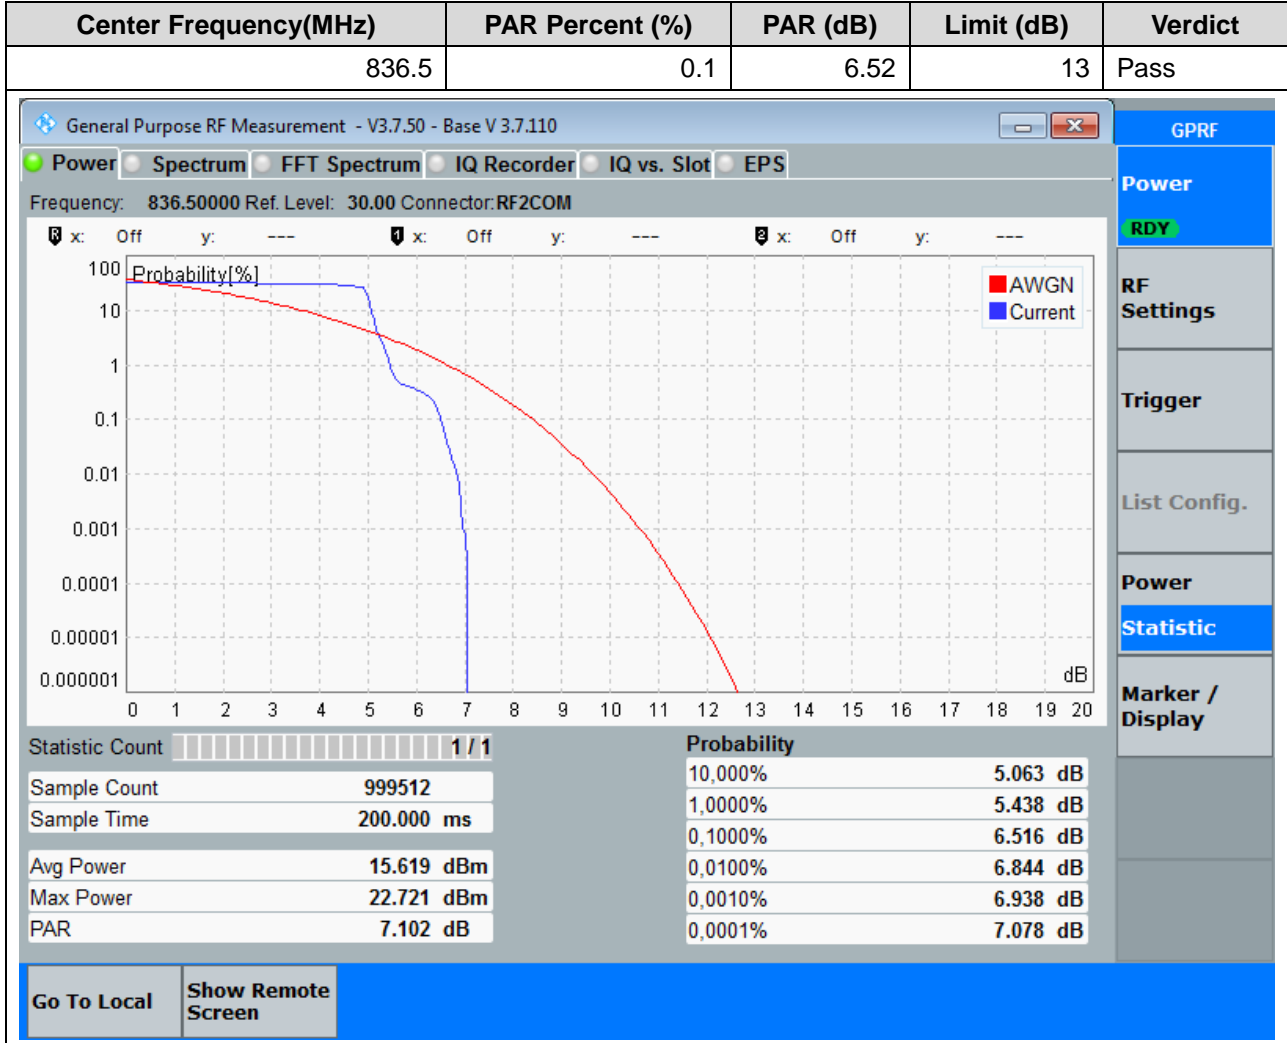 Center Frequency(MHz) PAR Percent (%) PAR (dB) Limit (dB) Verdict
836.5 0.1 6.52 13 Pass
General Purpose RF Measurement - V3.7.50 - Base V 3.7.110
GPRF
Power Spectrum FFT Spectrum IQ Recorder IQ vs. Slot EPS
Frequency: 836.50000 Ref. Level: 30.00 Connector:RF2COM
R x: Off y: --- 1 x: Off y: --- 2 x: Off y: ---
Probability[%]
AWGN
Current
100
10
1
0.1
0.01
0.001
0.0001
0.00001
0.000001
dB
0 1 2 3 4 5 6 7 8 9 10 11 12 13 14 15 16 17 18 19 20
Statistic Count 1 / 1
Sample Count 999512
Sample Time 200.000 ms
Avg Power 15.619 dBm
Max Power 22.721 dBm
PAR 7.102 dB
Probability
10,000% 5.063 dB
1,0000% 5.438 dB
0,1000% 6.516 dB
0,0100% 6.844 dB
0,0010% 6.938 dB
0,0001% 7.078 dB
Power
RDY
RF
Settings
Trigger
List Config.
Power
Statistic
Marker /
Display
Go To Local
Show Remote
Screen